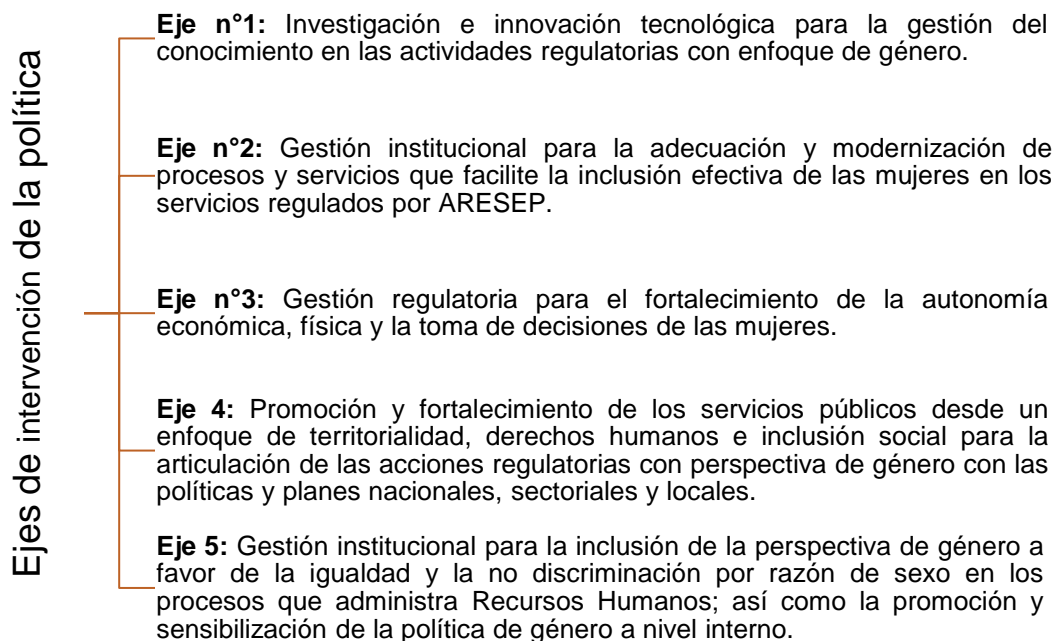 Ejes de intervención de la política
Eje n°1: Investigación e innovación tecnológica para la gestión del
conocimiento en las actividades regulatorias con enfoque de género.
Eje n°2: Gestión institucional para la adecuación y modernización de
procesos y servicios que facilite la inclusión efectiva de las mujeres en los
servicios regulados por ARESEP.
Eje n°3: Gestión regulatoria para el fortalecimiento de la autonomía
económica, física y la toma de decisiones de las mujeres.
Eje 4: Promoción y fortalecimiento de los servicios públicos desde un
enfoque de territorialidad, derechos humanos e inclusión social para la
articulación de las acciones regulatorias con perspectiva de género con las
políticas y planes nacionales, sectoriales y locales.
Eje 5: Gestión institucional para la inclusión de la perspectiva de género a
favor de la igualdad y la no discriminación por razón de sexo en los
procesos que administra Recursos Humanos; así como la promoción y
sensibilización de la política de género a nivel interno.